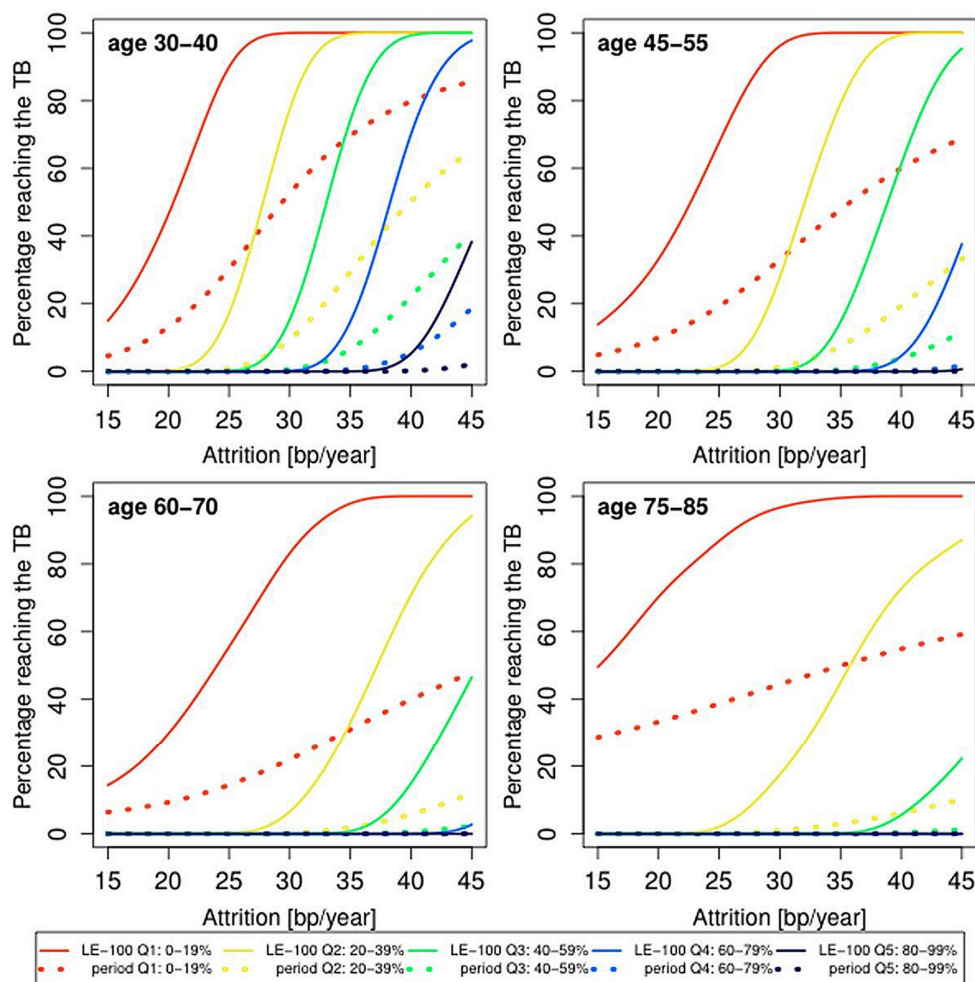 age 30–40
Percentage reaching the TB
0 20 40 60 80 100
15 20 25 30 35 40 45
Attrition [bp/year]
age 45–55
Percentage reaching the TB
0 20 40 60 80 100
15 20 25 30 35 40 45
Attrition [bp/year]
age 60–70
Percentage reaching the TB
0 20 40 60 80 100
15 20 25 30 35 40 45
Attrition [bp/year]
age 75–85
Percentage reaching the TB
0 20 40 60 80 100
15 20 25 30 35 40 45
Attrition [bp/year]
LE–100 Q1: 0–19% LE–100 Q2: 20–39% LE–100 Q3: 40–59% LE–100 Q4: 60–79% LE–100 Q5: 80–99%
period Q1: 0–19% period Q2: 20–39% period Q3: 40–59% period Q4: 60–79% period Q5: 80–99%